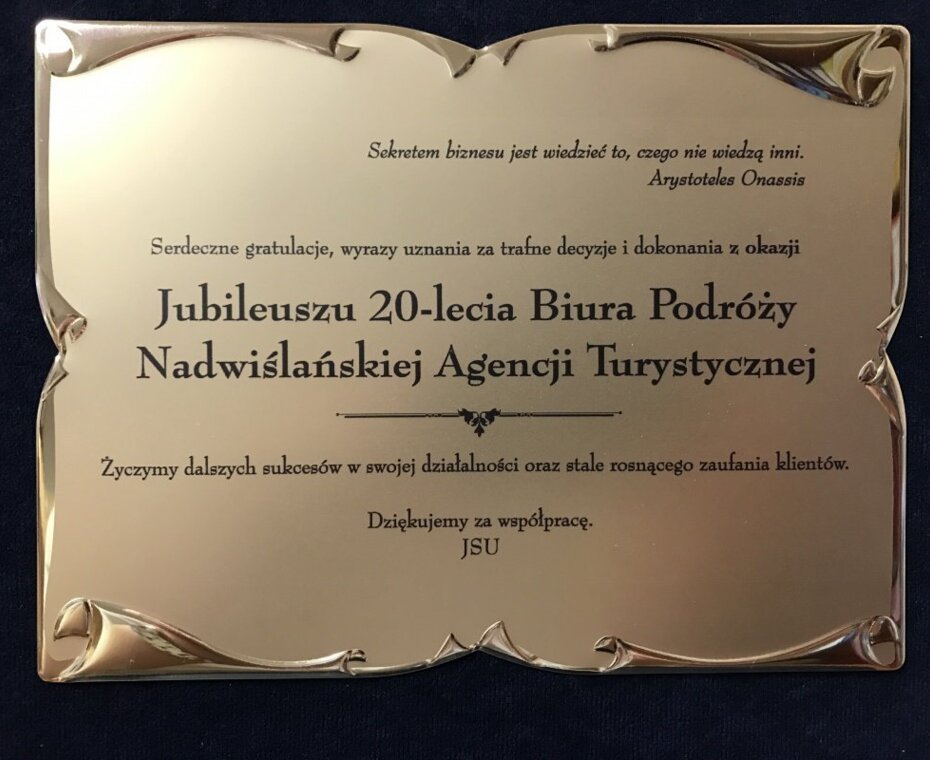 Sekretem biznesu jest wiedzieć to, czego nie wiedzą inni.
Arystoteles Onassis
Serdeczne gratulacje, wyrazy uznania za trafne decyzje i dokonania z okazji
Jubileuszu 20-lecia Biura Podróży
Nadwiślańskiej Agencji Turystycznej
Życzymy dalszych sukcesów w swojej działalności oraz stale rosnącego zaufania klientów.
Dziękujemy za współpracę.
JSU